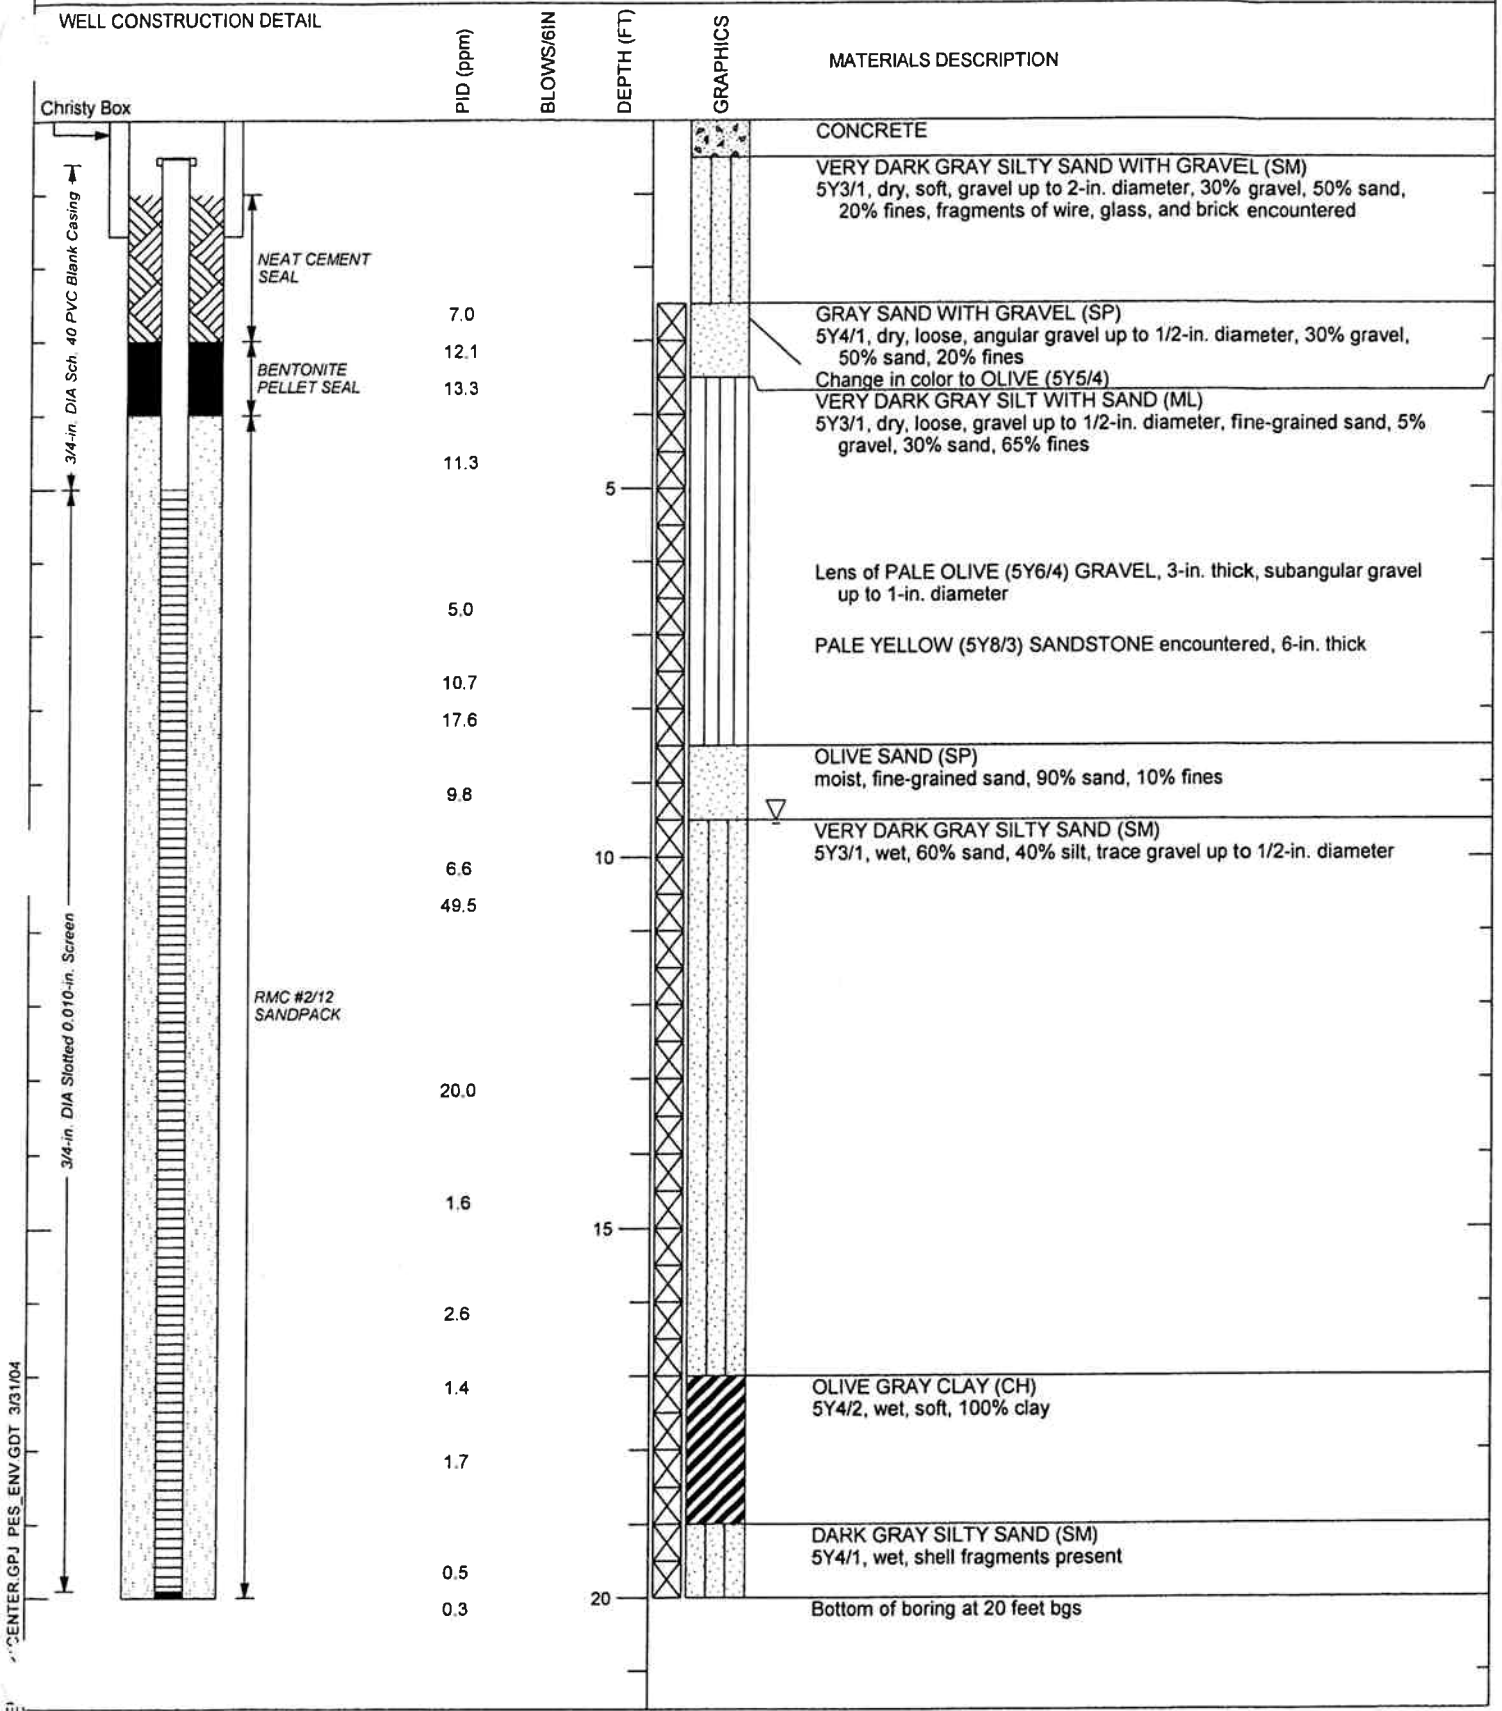 WELL CONSTRUCTION DETAIL
PID (ppm)
BLOWS/6IN
DEPTH (FT)
GRAPHICS
MATERIALS DESCRIPTION
Christy Box
CONCRETE
VERY DARK GRAY SILTY SAND WITH GRAVEL (SM)
5Y3/1, dry, soft, gravel up to 2-in. diameter, 30% gravel, 50% sand,
20% fines, fragments of wire, glass, and brick encountered
3/4-in. DIA Sch. 40 PVC Blank Casing
NEAT CEMENT
SEAL
7.0
GRAY SAND WITH GRAVEL (SP)
5Y4/1, dry, loose, angular gravel up to 1/2-in. diameter, 30% gravel,
50% sand, 20% fines
12.1
BENTONITE
PELLET SEAL
13.3
Change in color to OLIVE (5Y5/4)
VERY DARK GRAY SILT WITH SAND (ML)
5Y3/1, dry, loose, gravel up to 1/2-in. diameter, fine-grained sand, 5%
gravel, 30% sand, 65% fines
11.3
5
Lens of PALE OLIVE (5Y6/4) GRAVEL, 3-in. thick, subangular gravel
up to 1-in. diameter
5.0
PALE YELLOW (5Y8/3) SANDSTONE encountered, 6-in. thick
10.7
17.6
OLIVE SAND (SP)
moist, fine-grained sand, 90% sand, 10% fines
9.8
VERY DARK GRAY SILTY SAND (SM)
5Y3/1, wet, 60% sand, 40% silt, trace gravel up to 1/2-in. diameter
10
6.6
49.5
3/4-in. DIA Slotted 0.010-in. Screen
RMC #2/12
SANDPACK
20.0
1.6
15
2.6
1.4
OLIVE GRAY CLAY (CH)
5Y4/2, wet, soft, 100% clay
1.7
DARK GRAY SILTY SAND (SM)
5Y4/1, wet, shell fragments present
0.5
20
0.3
Bottom of boring at 20 feet bgs
CENTER.GPJ PES_ENV.GDT 3/31/04